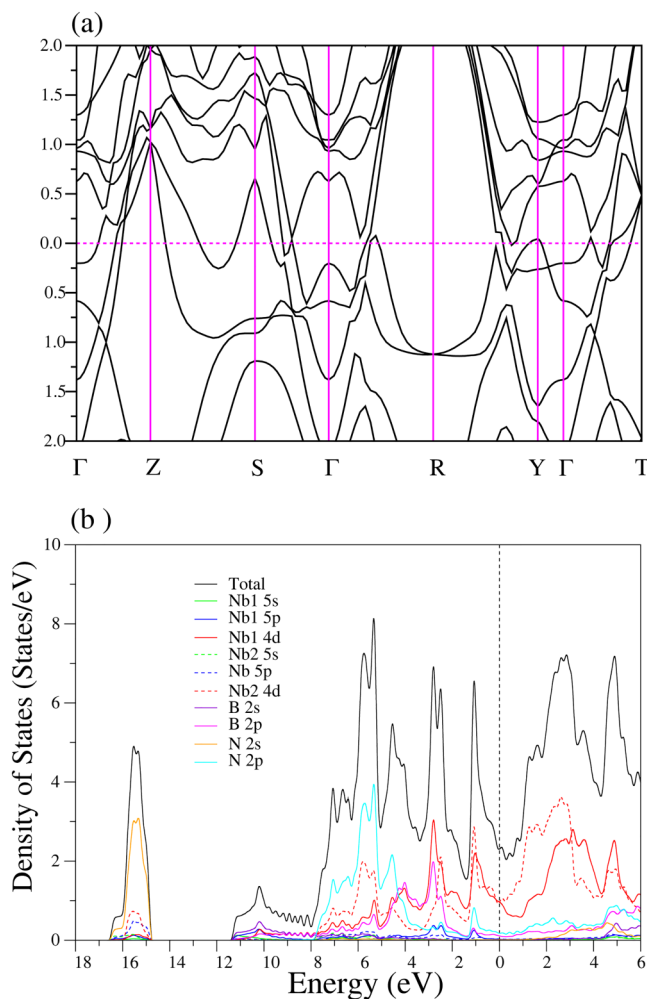 (a)
2.0
1.5
1.0
0.5
0.0
0.5
1.0
1.5
2.0
Γ Z S Γ R Y Γ T
(b )
10
8
6
4
2
0
Density of States (States/eV)
Total
Nb1 5s
Nb1 5p
Nb1 4d
Nb2 5s
Nb 5p
Nb2 4d
B 2s
B 2p
N 2s
N 2p
18 16 14 12 10 8 6 4 2 0 2 4 6
Energy (eV)